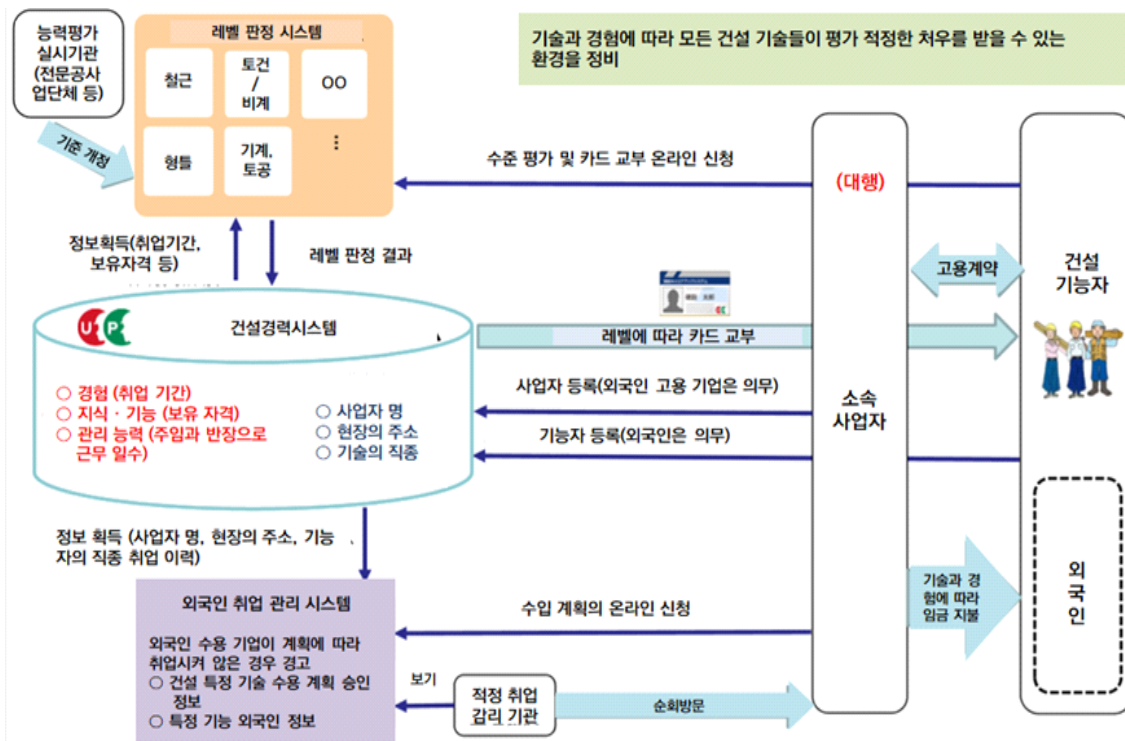 능력평가
실시기관
(전문공사
업단체 등)
기준 개정
레벨 판정 시스템
철근
토건
/
비계
OO
형틀
기계,
토공
⋮
기술과 경험에 따라 모든 건설 기술들이 평가 적정한 처우를 받을 수 있는
환경을 정비
수준 평가 및 카드 교부 온라인 신청
(대행)
정보획득(취업기간,
보유자격 등)
레벨 판정 결과
고용계약
건설
기능자
건설경력시스템
레벨에 따라 카드 교부
○ 경험 (취업 기간)
○ 지식 · 기능 (보유 자격)
○ 관리 능력 (주임과 반장으로
근무 일수)
○ 사업자 명
○ 현장의 주소
○ 기술의 직종
사업자 등록(외국인 고용 기업은 의무)
기능자 등록(외국인은 의무)
소속
사업자
정보 획득 (사업자 명, 현장의 주소, 기능
자의 직종 취업 이력)
외국인 취업 관리 시스템
외국인 수용 기업이 계획에 따라
취업시켜 않은 경우 경고
○ 건설 특정 기술 수용 계획 승인
정보
○ 특정 기능 외국인 정보
수입 계획의 온라인 신청
기술과 경
험에 따라
임금 지불
외
국
인
보기
적정 취업
감리 기관
순회방문